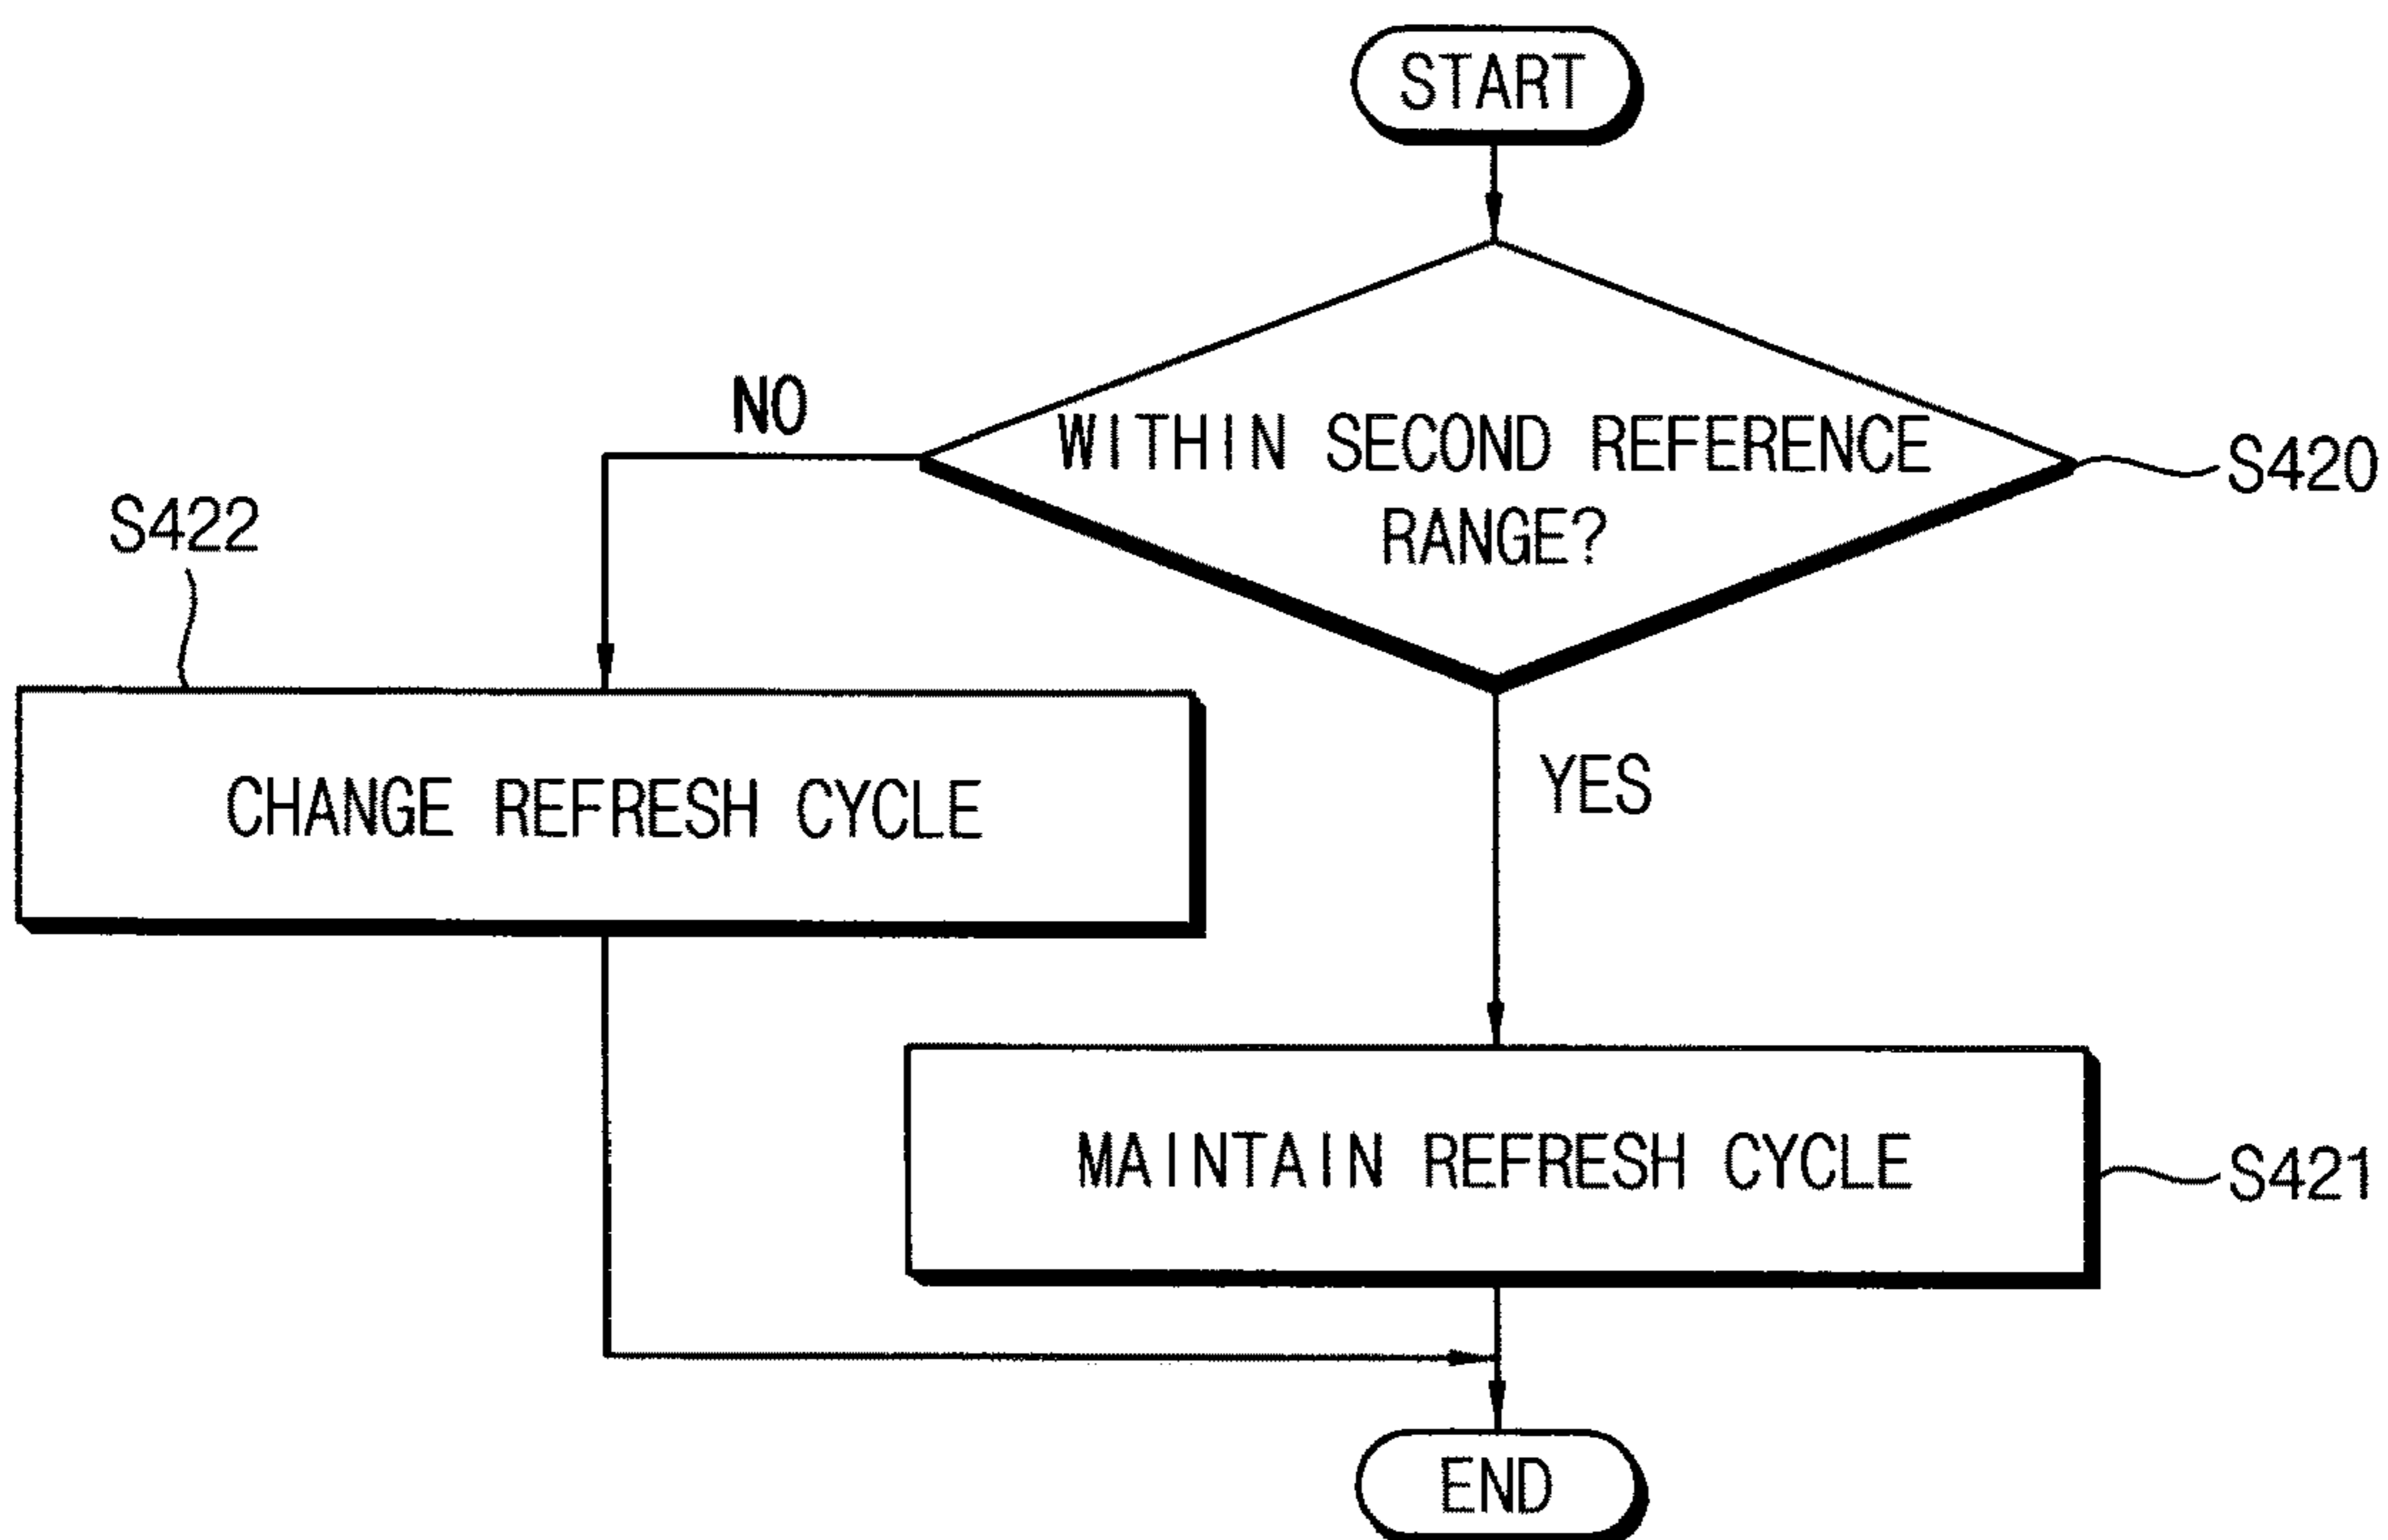 START
NO
WITHIN SECOND REFERENCE
RANGE?
S420
S422
CHANGE REFRESH CYCLE
YES
MAINTAIN REFRESH CYCLE
S421
END